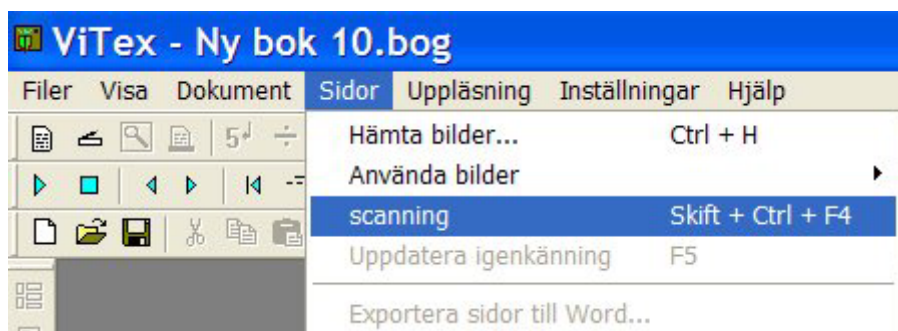 ViTex - Ny bok 10.bog
Filer Visa Dokument Sidor Uppläsning Inställningar Hjälp
Hämta bilder... Ctrl + H
Använda bilder
scanning Skift + Ctrl + F4
Uppdatera igenkänning F5
Exportera sidor till Word...